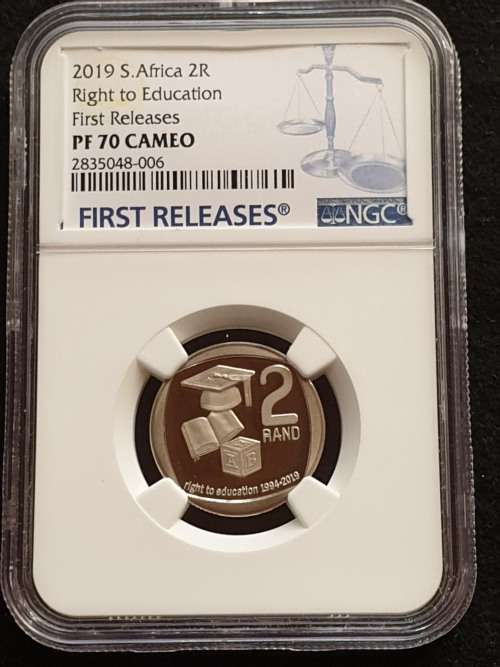 2019 S.Africa 2R
Right to Education
First Releases
PF 70 CAMEO
2835048-006
FIRST RELEASES®
NGC®
2
RAND
A B
right to education 1994-2019